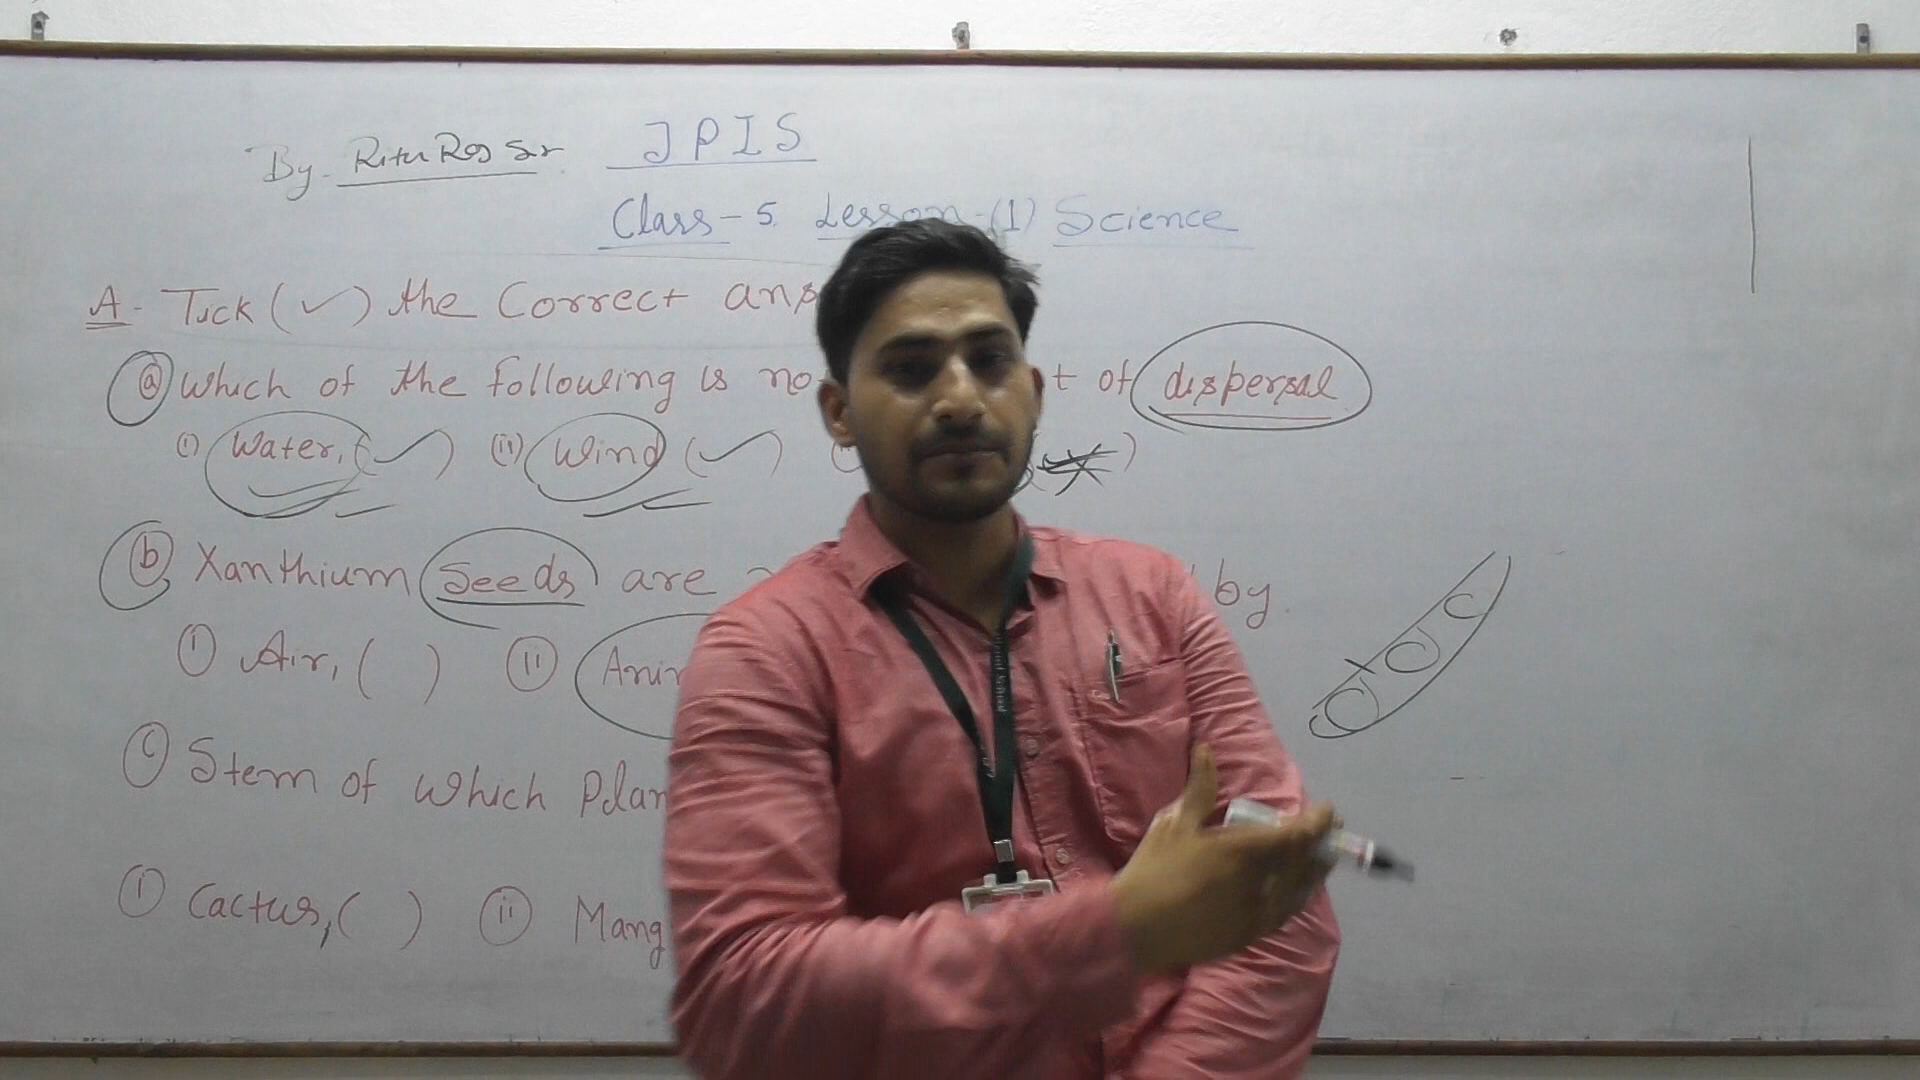 By- Ritu Raj Sir JPIS
Class-5 Lesson-(1) Science
A- Tick (✓) the Correct ans
(a) Which of the following is no t of dispersal
(i) Water, (✓) (ii) Wind (✓) ( )
(b) Xanthium Seeds are by.
(i) Air, ( ) (ii) Anim
(c) Stem of which Plan
(i) Cactus, ( ) (ii) Mang